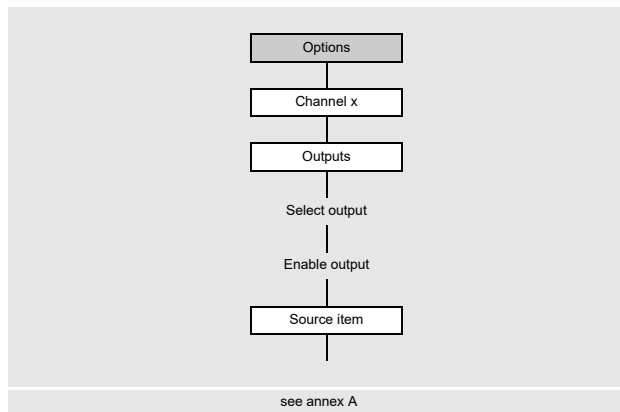 Options
Channel x
Outputs
Select output
Enable output
Source item
see annex A